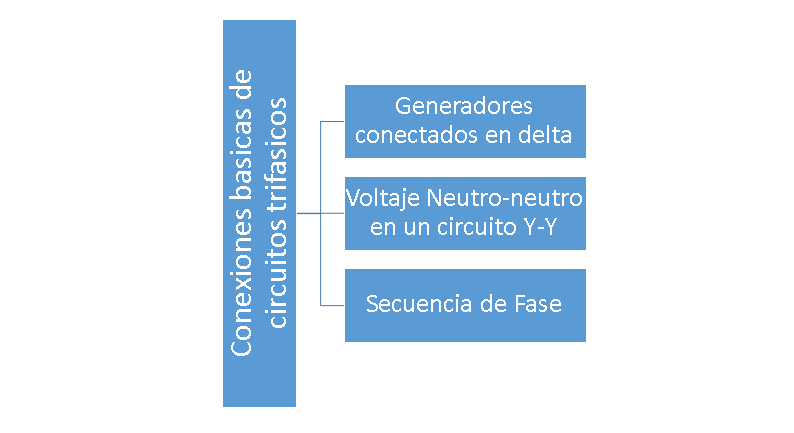 Conexiones basicas de
circuitos trifasicos
Generadores
conectados en delta
Voltaje Neutro-neutro
en un circuito Y-Y
Secuencia de Fase